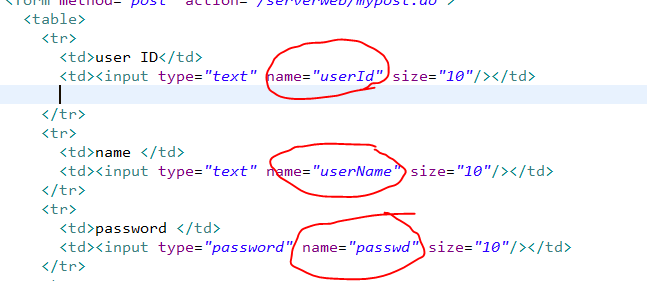 <form method="post" action="/serverweb/mypost.do">
<table>
<tr>
<td>user ID</td>
<td><input type="text" name="userId" size="10"/></td>
</tr>
<tr>
<td>name </td>
<td><input type="text" name="userName" size="10"/></td>
</tr>
<tr>
<td>password </td>
<td><input type="password" name="passwd" size="10"/></td>
</tr>